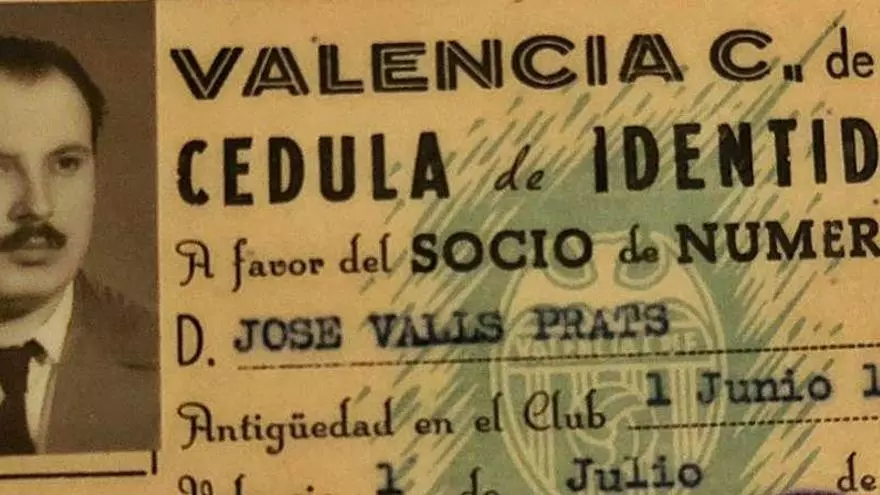 VALENCIA C.. de
CEDULA de IDENTID
A favor del SOCIO de NUMER
D. JOSE VALLS PRATS
Antigüedad en el Club 1 Junio 1
1 de Julio de